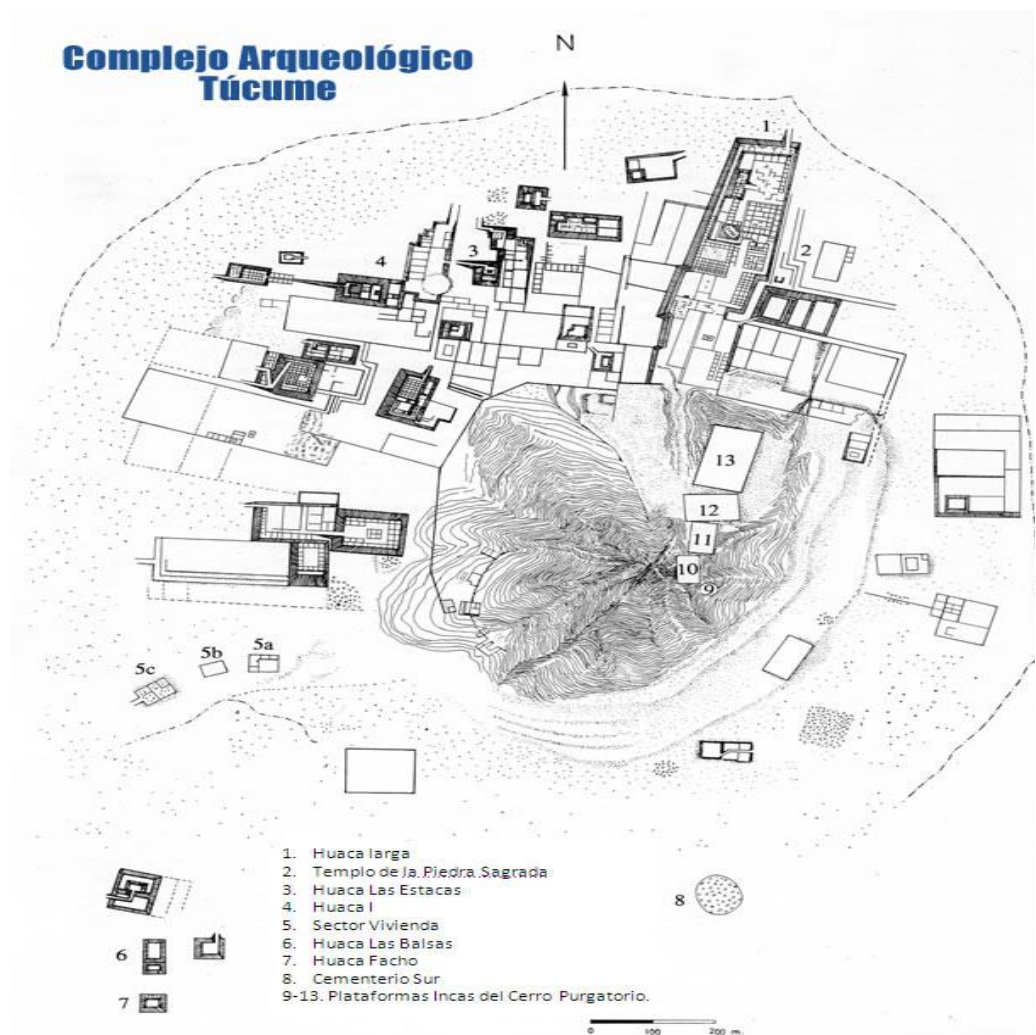 Complejo Arqueológico
Túcume
N
1
2
3
4
13
12
11
10
9
5a
5b
5c
1. Huaca larga
2. Templo de la Piedra Sagrada
3. Huaca Las Estacas
4. Huaca I
5. Sector Vivienda
6. Huaca Las Balsas
7. Huaca Facho
8. Cementerio Sur
9-13. Plataformas Incas del Cerro Purgatorio.
8
6
7
0 100 200 m.